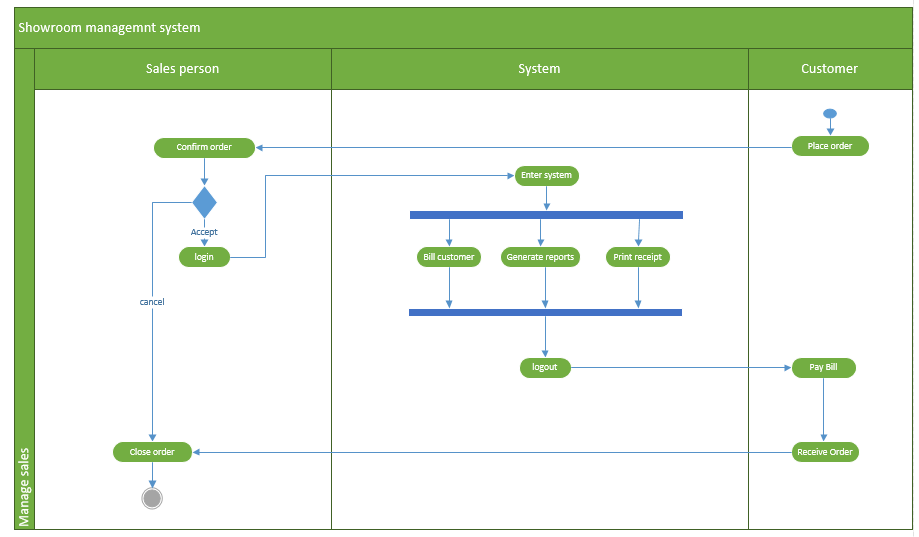 Showroom managemnt system
Sales person
System
Customer
Confirm order
Place order
Enter system
Accept
login
Bill customer
Generate reports
Print receipt
cancel
logout
Pay Bill
Close order
Receive Order
Manage sales